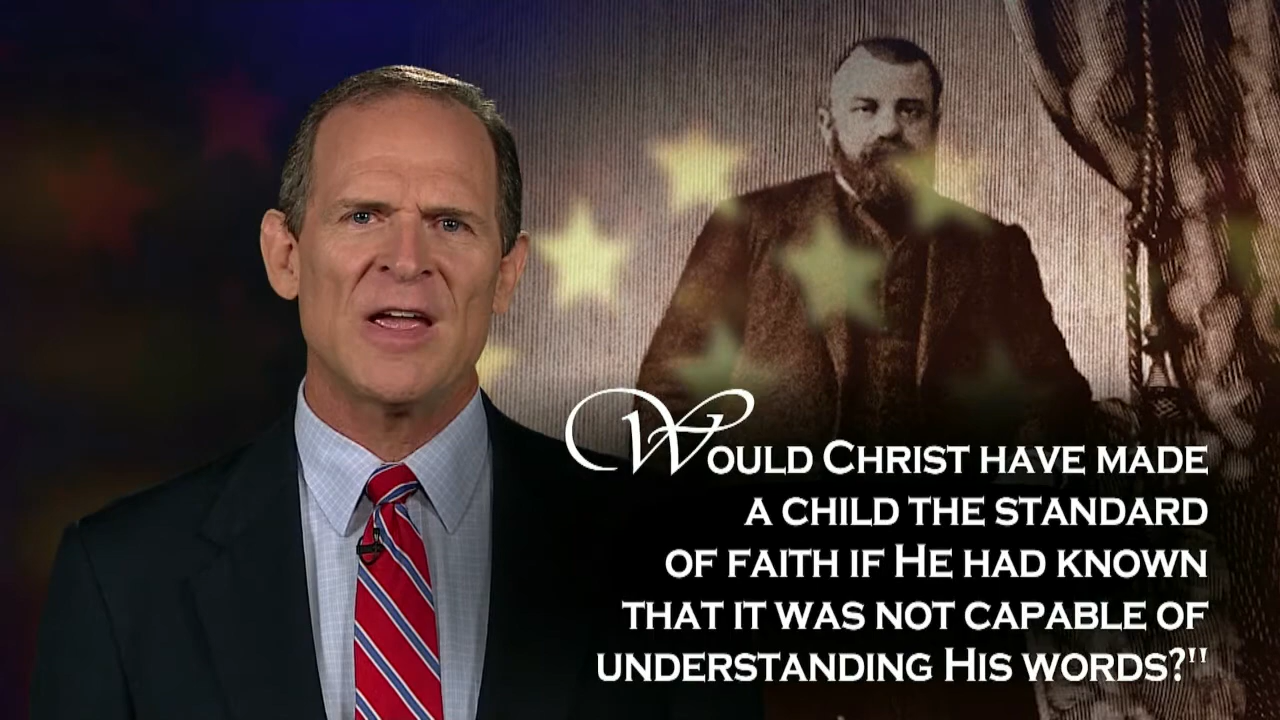 Would Christ have made
a child the standard
of faith if He had known
that it was not capable of
understanding His words?"